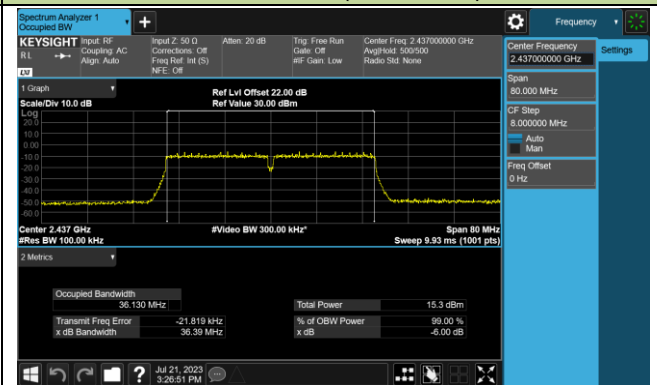 Spectrum Analyzer 1
Occupied BW
+
Frequency
KEYSIGHT
R L
LXI
Input: RF
Coupling: AC
Align: Auto
Input Z: 50 Ω
Corrections: Off
Freq Ref: Int (S)
NFE: Off
Atten: 20 dB
Trig: Free Run
Gate: Off
#IF Gain: Low
Center Freq: 2.437000000 GHz
Avg|Hold: 500/500
Radio Std: None
Center Frequency
2.437000000 GHz
Settings
Span
80.000 MHz
CF Step
8.000000 MHz
Auto
Man
Freq Offset
0 Hz
1 Graph
Scale/Div 10.0 dB
Ref Lvl Offset 22.00 dB
Ref Value 30.00 dBm
Log
20.0
10.0
0.00
-10.0
-20.0
-30.0
-40.0
-50.0
-60.0
Center 2.437 GHz
#Res BW 100.00 kHz
#Video BW 300.00 kHz*
Span 80 MHz
Sweep 9.93 ms (1001 pts)
2 Metrics
Occupied Bandwidth
36.130 MHz
Total Power 15.3 dBm
Transmit Freq Error -21.819 kHz
% of OBW Power 99.00 %
x dB Bandwidth 36.39 MHz
x dB -6.00 dB
?
Jul 21, 2023
3:26:51 PM